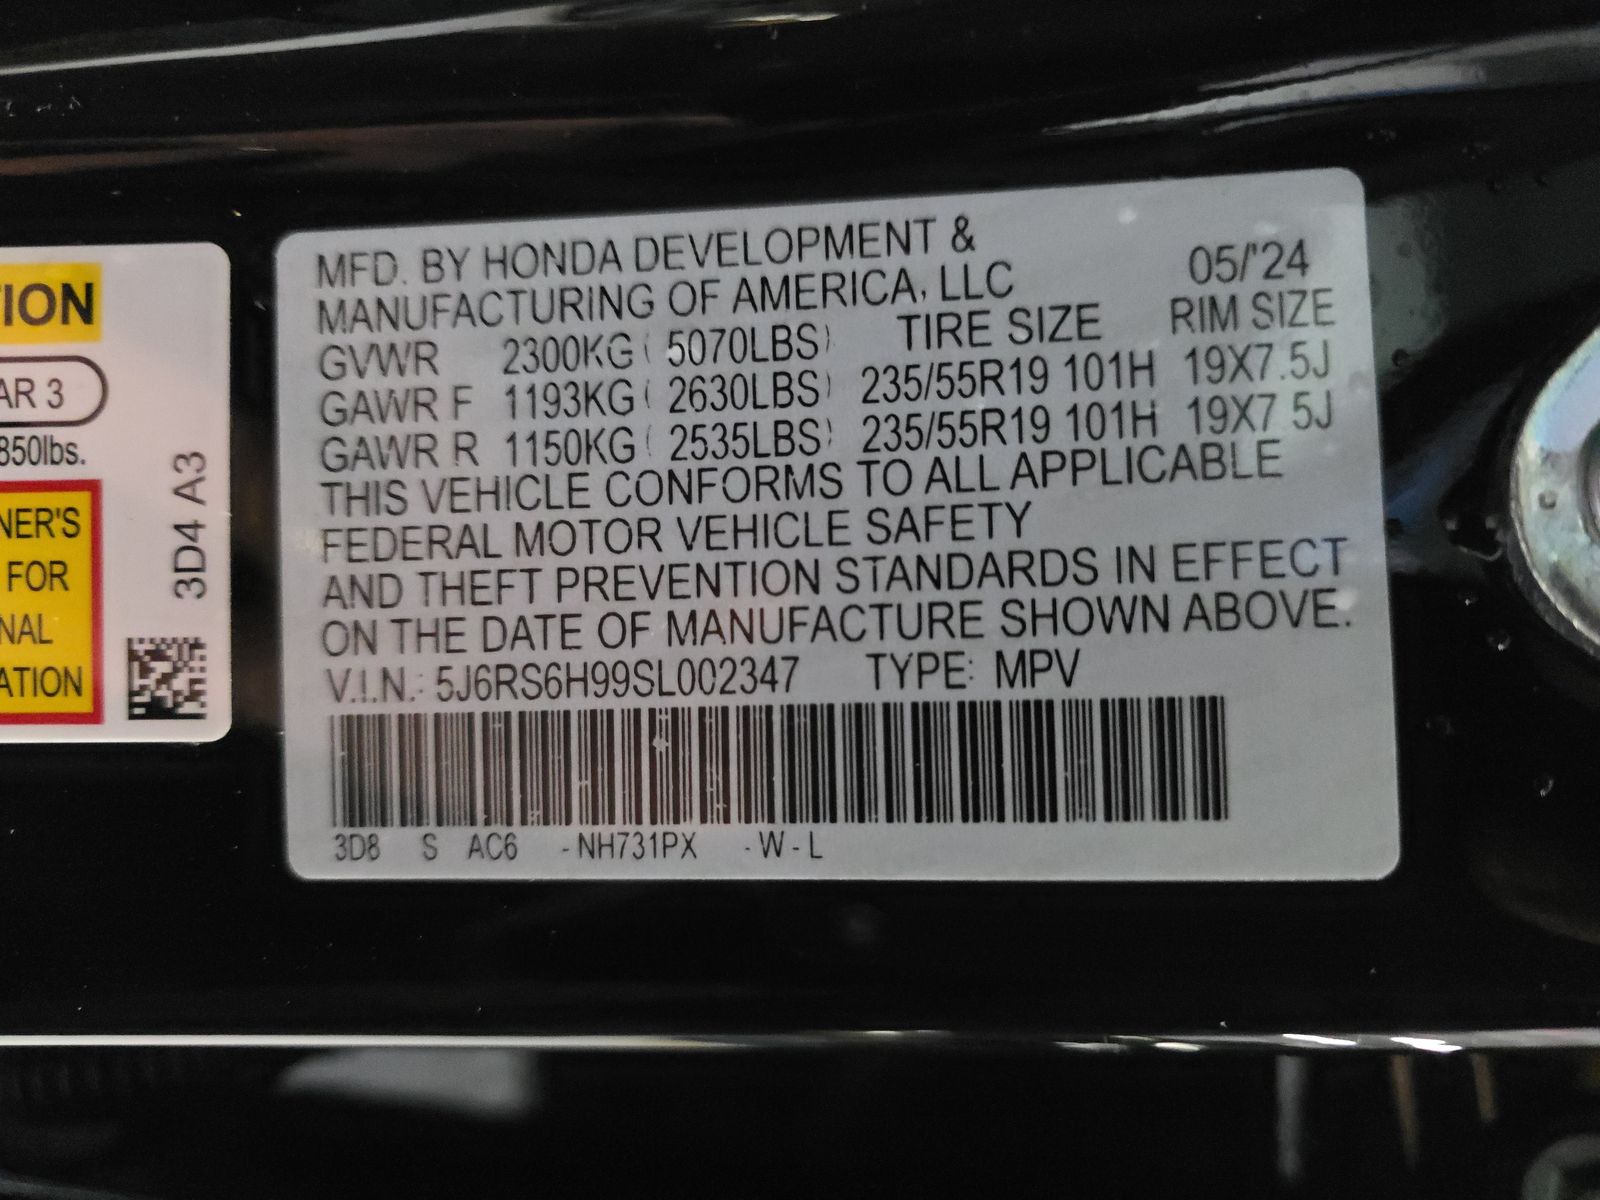 TION
AR 3
850lbs.
NER'S
FOR
NAL
ATION
3D4 A3
MFD. BY HONDA DEVELOPMENT &
MANUFACTURING OF AMERICA, LLC 05/'24
GVWR 2300KG ( 5070LBS) TIRE SIZE RIM SIZE
GAWR F 1193KG ( 2630LBS) 235/55R19 101H 19X7.5J
GAWR R 1150KG ( 2535LBS) 235/55R19 101H 19X7.5J
THIS VEHICLE CONFORMS TO ALL APPLICABLE
FEDERAL MOTOR VEHICLE SAFETY
AND THEFT PREVENTION STANDARDS IN EFFECT
ON THE DATE OF MANUFACTURE SHOWN ABOVE.
V.I.N.: 5J6RS6H99SL002347 TYPE: MPV
3D8 S AC6 -NH731PX -W-L